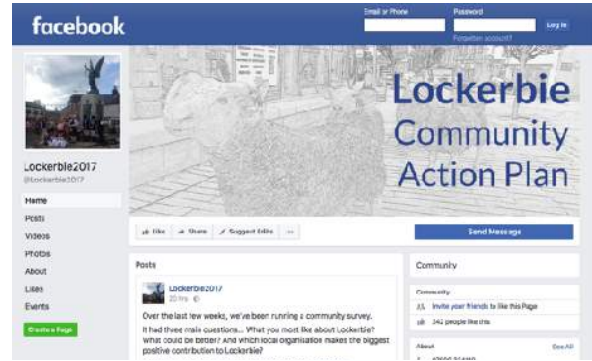 facebook
Email or Phone
Password
Log In
Forgotten account?
Lockerbie
Community
Action Plan
Lockerbie2017
@Lockerbie2017
Home
Posts
Videos
Photos
About
Likes
Events
Create a Page
Like
Share
Suggest Edits
Send Message
Posts
Lockerbie2017
20 hrs
Over the last few weeks, we've been running a community survey.
It had three main questions... What you most like about Lockerbie?
What could be better? And which local organisation makes the biggest
positive contribution to Lockerbie?
Community
Community
Invite your friends to like this Page
342 people like this
About
See All